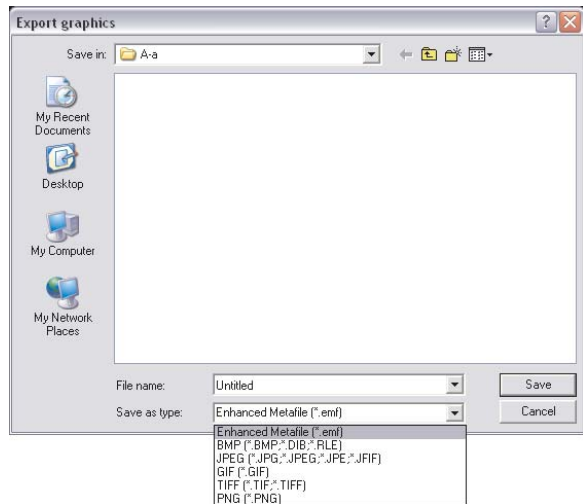 Export graphics
Save in: A-a
My Recent
Documents
Desktop
My Computer
My Network
Places
File name: Untitled Save
Save as type: Enhanced Metafile (*.emf) Cancel
Enhanced Metafile (*.emf)
BMP (*.BMP;*.DIB;*.RLE)
JPEG (*.JPG;*.JPEG;*.JPE;*.JFIF)
GIF (*.GIF)
TIFF (*.TIF;*.TIFF)
PNG (*.PNG)